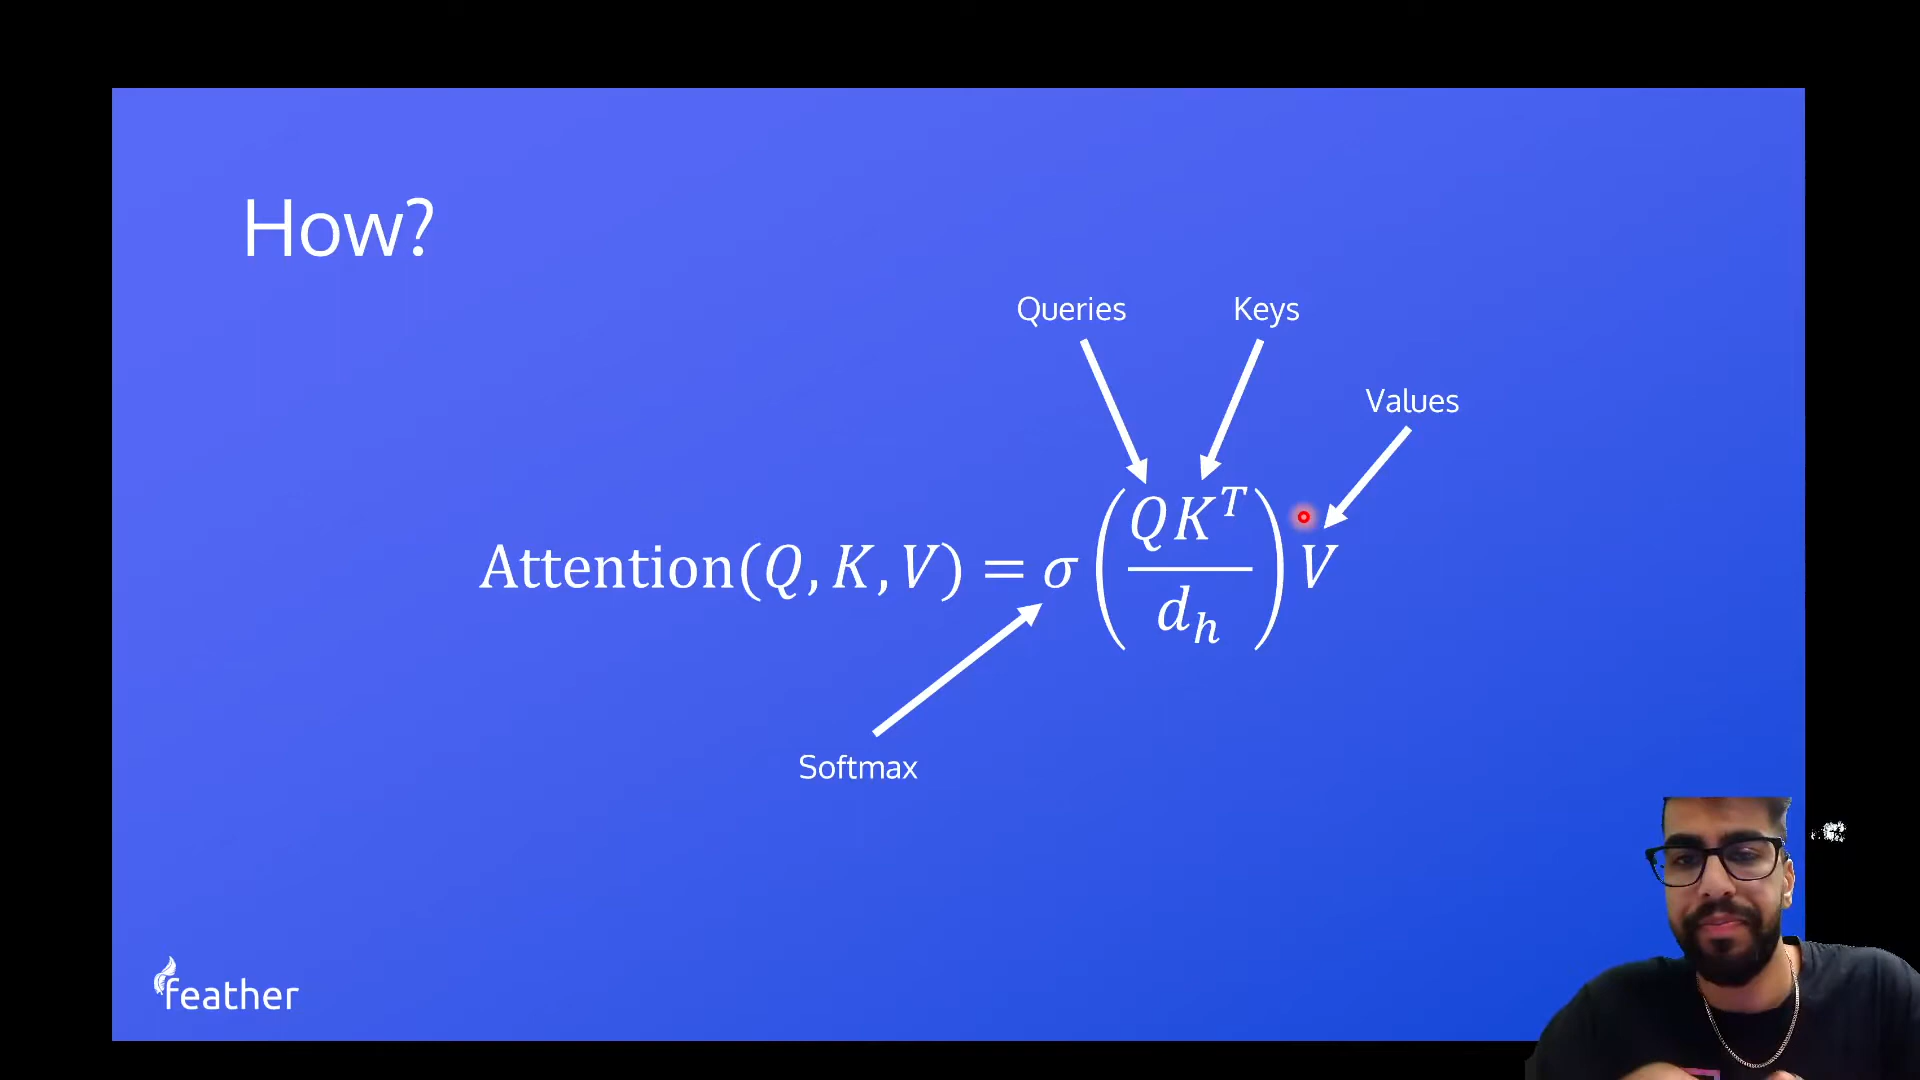 How?
Queries
Keys
Values
Attention(Q, K, V) = σ(QK^T / d_h) V
Softmax
feather